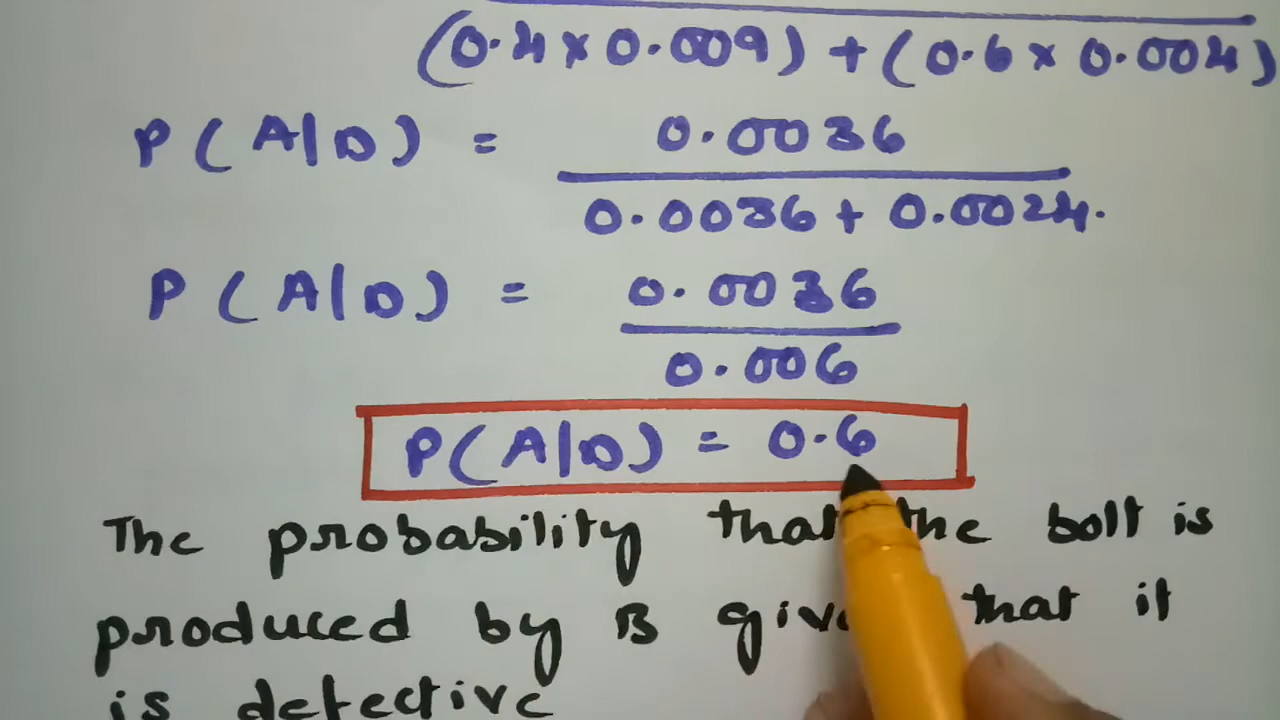 (0.4 x 0.009) + (0.6 x 0.004)
P(A|D) = 0.0036
0.0036 + 0.0024.
P(A|D) = 0.0036
0.006
P(A|D) = 0.6
The probability that the bolt is
produced by B that it
is defective